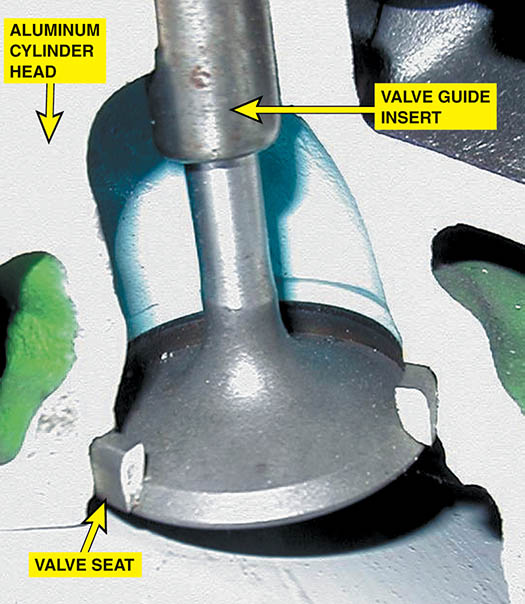 ALUMINUM
CYLINDER
HEAD
VALVE GUIDE
INSERT
VALVE SEAT